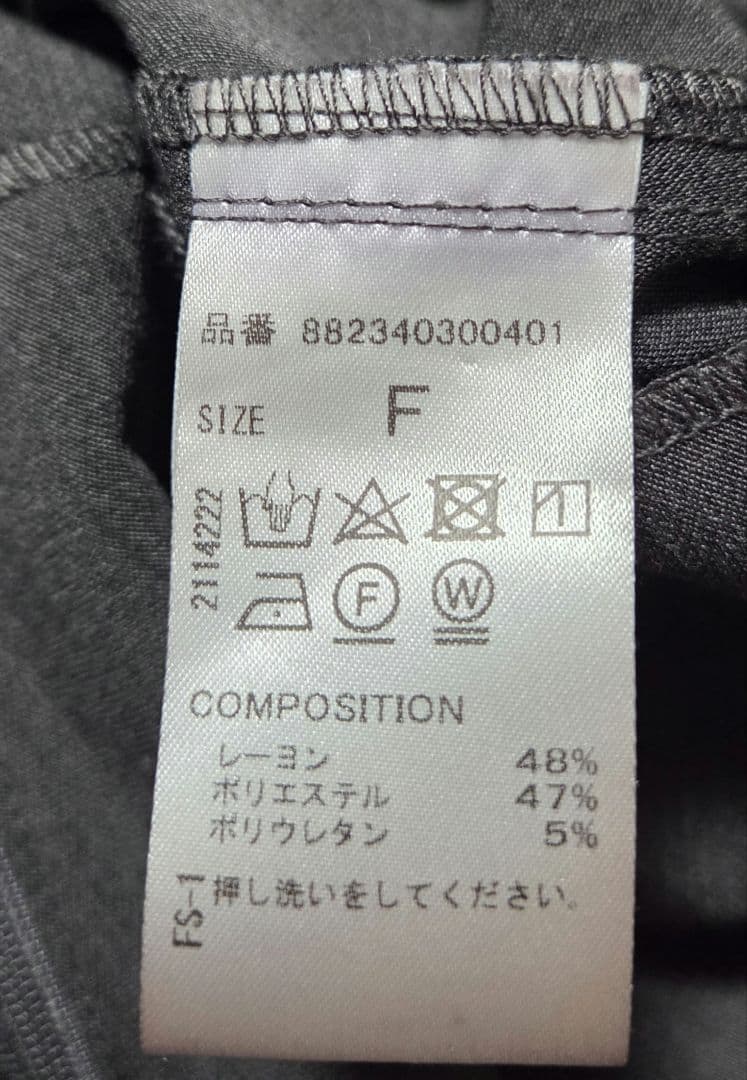 品番 882340300401
SIZE F
2114222
F
W
COMPOSITION
レーヨン 48%
ポリエステル 47%
ポリウレタン 5%
押し洗いをしてください。
FS-1